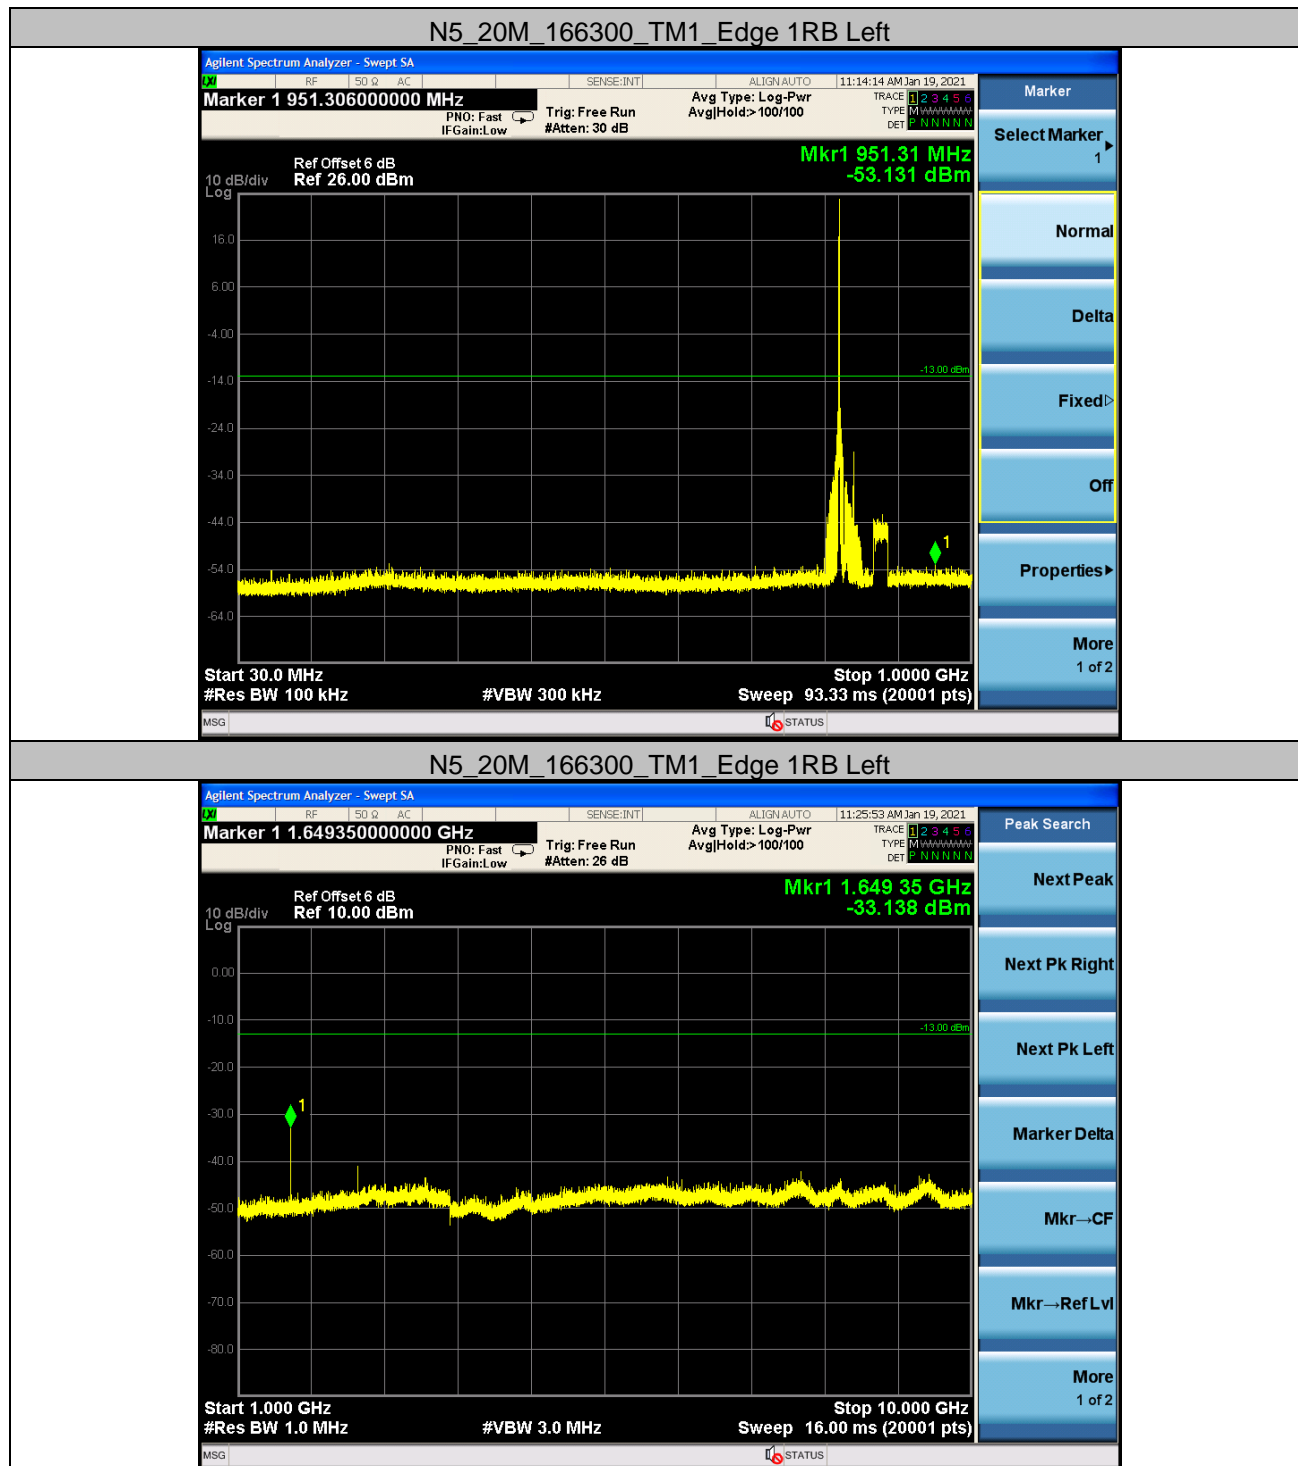 N5_20M_166300_TM1_Edge 1RB Left
Agilent Spectrum Analyzer - Swept SA
LXI RF 50 Ω AC SENSE:INT ALIGN AUTO 11:14:14 AM Jan 19, 2021
Marker 1 951.306000000 MHz
PNO: Fast
IFGain:Low
Trig: Free Run
#Atten: 30 dB
Avg Type: Log-Pwr
Avg|Hold:>100/100
TRACE 1 2 3 4 5 6
TYPE M WWWWW
DET P N N N N N
Mkr1 951.31 MHz
-53.131 dBm
Ref Offset 6 dB
10 dB/div Ref 26.00 dBm
Log
16.0
6.00
-4.00
-13.00 dBm
-14.0
-24.0
-34.0
-44.0
1
-54.0
-64.0
Start 30.0 MHz Stop 1.0000 GHz
#Res BW 100 kHz #VBW 300 kHz Sweep 93.33 ms (20001 pts)
MSG STATUS
Marker
Select Marker
1
Normal
Delta
Fixed
Off
Properties
More
1 of 2
N5_20M_166300_TM1_Edge 1RB Left
Agilent Spectrum Analyzer - Swept SA
LXI RF 50 Ω AC SENSE:INT ALIGN AUTO 11:25:53 AM Jan 19, 2021
Marker 1 1.649350000000 GHz
PNO: Fast
IFGain:Low
Trig: Free Run
#Atten: 26 dB
Avg Type: Log-Pwr
Avg|Hold:>100/100
TRACE 1 2 3 4 5 6
TYPE M WWWWW
DET P N N N N N
Mkr1 1.649 35 GHz
-33.138 dBm
Ref Offset 6 dB
10 dB/div Ref 10.00 dBm
Log
0.00
-10.0
-13.00 dBm
-20.0
1
-30.0
-40.0
-50.0
-60.0
-70.0
-80.0
Start 1.000 GHz Stop 10.000 GHz
#Res BW 1.0 MHz #VBW 3.0 MHz Sweep 16.00 ms (20001 pts)
MSG STATUS
Peak Search
Next Peak
Next Pk Right
Next Pk Left
Marker Delta
Mkr→CF
Mkr→Ref Lvl
More
1 of 2